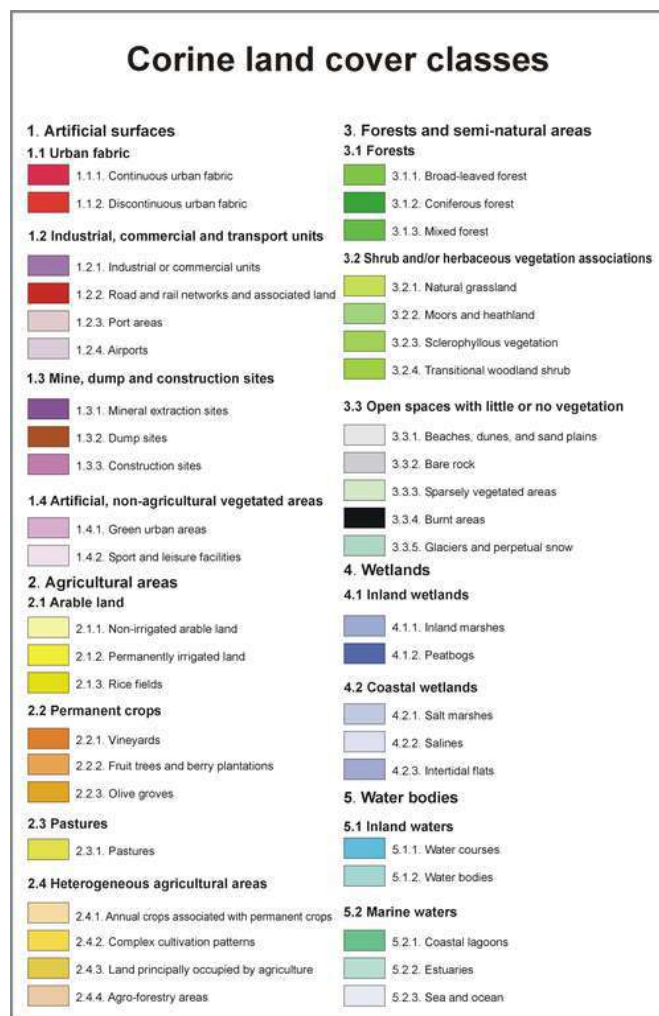 Corine land cover classes
1. Artificial surfaces
1.1 Urban fabric
1.1.1. Continuous urban fabric
1.1.2. Discontinuous urban fabric
1.2 Industrial, commercial and transport units
1.2.1. Industrial or commercial units
1.2.2. Road and rail networks and associated land
1.2.3. Port areas
1.2.4. Airports
1.3 Mine, dump and construction sites
1.3.1. Mineral extraction sites
1.3.2. Dump sites
1.3.3. Construction sites
1.4 Artificial, non-agricultural vegetated areas
1.4.1. Green urban areas
1.4.2. Sport and leisure facilities
2. Agricultural areas
2.1 Arable land
2.1.1. Non-irrigated arable land
2.1.2. Permanently irrigated land
2.1.3. Rice fields
2.2 Permanent crops
2.2.1. Vineyards
2.2.2. Fruit trees and berry plantations
2.2.3. Olive groves
2.3 Pastures
2.3.1. Pastures
2.4 Heterogeneous agricultural areas
2.4.1. Annual crops associated with permanent crops
2.4.2. Complex cultivation patterns
2.4.3. Land principally occupied by agriculture
2.4.4. Agro-forestry areas
3. Forests and semi-natural areas
3.1 Forests
3.1.1. Broad-leaved forest
3.1.2. Coniferous forest
3.1.3. Mixed forest
3.2 Shrub and/or herbaceous vegetation associations
3.2.1. Natural grassland
3.2.2. Moors and heathland
3.2.3. Sclerophyllous vegetation
3.2.4. Transitional woodland shrub
3.3 Open spaces with little or no vegetation
3.3.1. Beaches, dunes, and sand plains
3.3.2. Bare rock
3.3.3. Sparsely vegetated areas
3.3.4. Burnt areas
3.3.5. Glaciers and perpetual snow
4. Wetlands
4.1 Inland wetlands
4.1.1. Inland marshes
4.1.2. Peatbogs
4.2 Coastal wetlands
4.2.1. Salt marshes
4.2.2. Salines
4.2.3. Intertidal flats
5. Water bodies
5.1 Inland waters
5.1.1. Water courses
5.1.2. Water bodies
5.2 Marine waters
5.2.1. Coastal lagoons
5.2.2. Estuaries
5.2.3. Sea and ocean